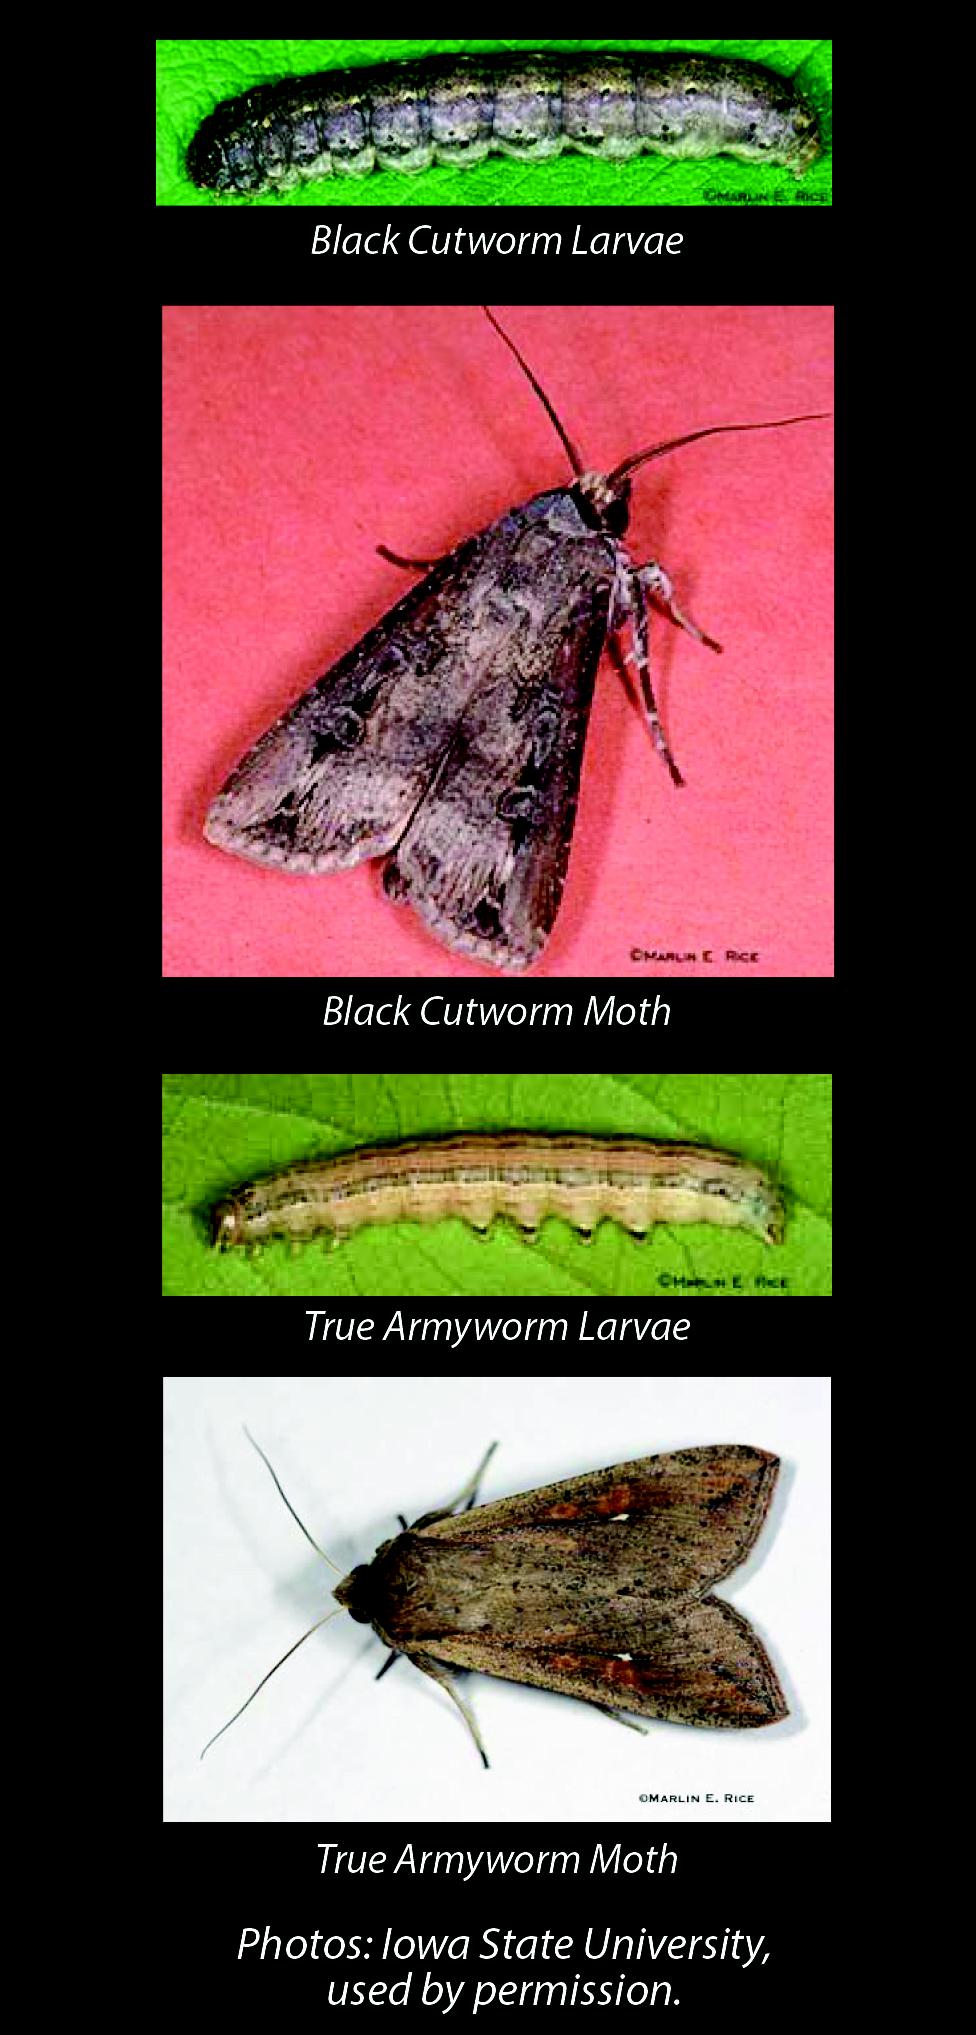 ©MARLIN E. RICE
Black Cutworm Larvae
©MARLIN E. RICE
Black Cutworm Moth
©MARLIN E. RICE
True Armyworm Larvae
©MARLIN E. RICE
True Armyworm Moth
Photos: Iowa State University,
used by permission.